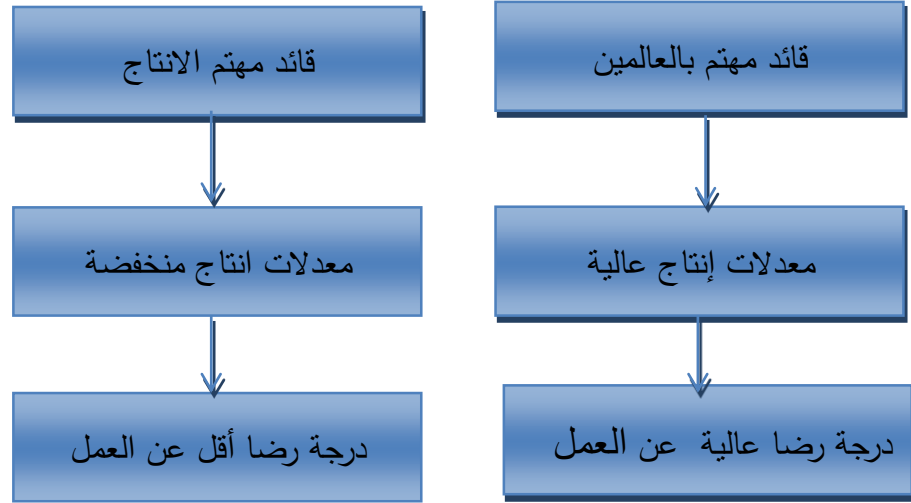 قائد مهتم بالعالمين
معدلات إنتاج عالية
درجة رضا عالية عن العمل
قائد مهتم الانتاج
معدلات انتاج منخفضة
درجة رضا أقل عن العمل